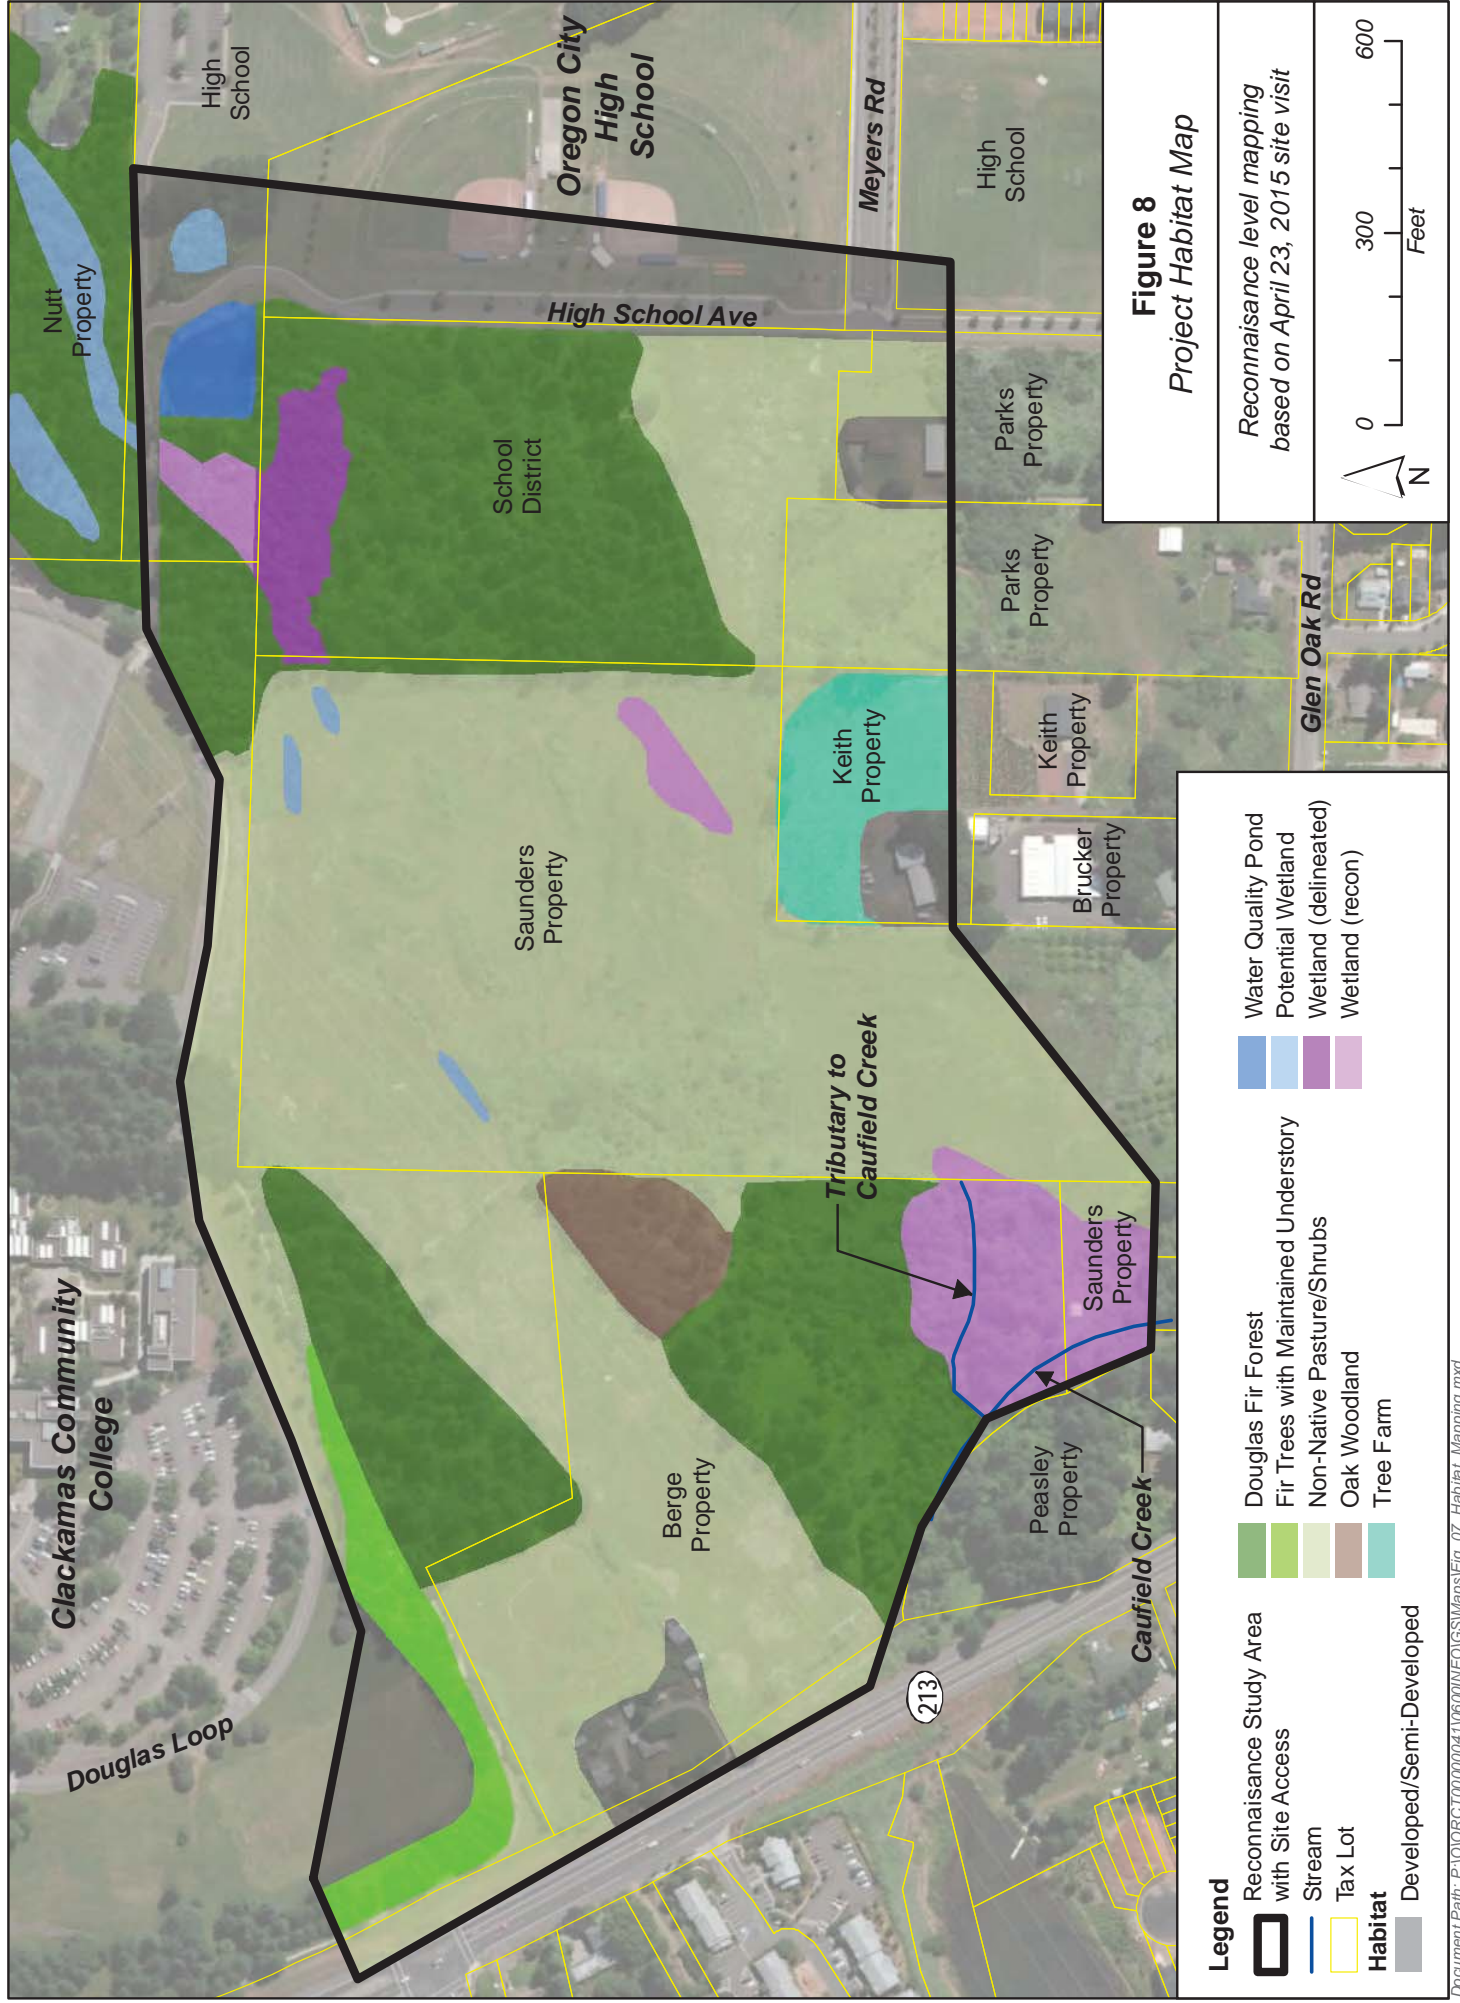 Clackamas Community
College
Douglas Loop
Nutt
Property
High
School
Oregon City
High
School
Meyers Rd
High
School
High School Ave
School
District
Parks
Property
Parks
Property
Glen Oak Rd
Keith
Property
Keith
Property
Brucker
Property
Saunders
Property
Tributary to
Caufield Creek
Saunders
Property
Berge
Property
Peasley
Property
Caufield Creek
213
Legend
Reconnaisance Study Area
with Site Access
Stream
Tax Lot
Habitat
Developed/Semi-Developed
Douglas Fir Forest
Fir Trees with Maintained Understory
Non-Native Pasture/Shrubs
Oak Woodland
Tree Farm
Water Quality Pond
Potential Wetland
Wetland (delineated)
Wetland (recon)
Figure 8
Project Habitat Map
Reconnaisance level mapping
based on April 23, 2015 site visit
0 300 600
Feet
N